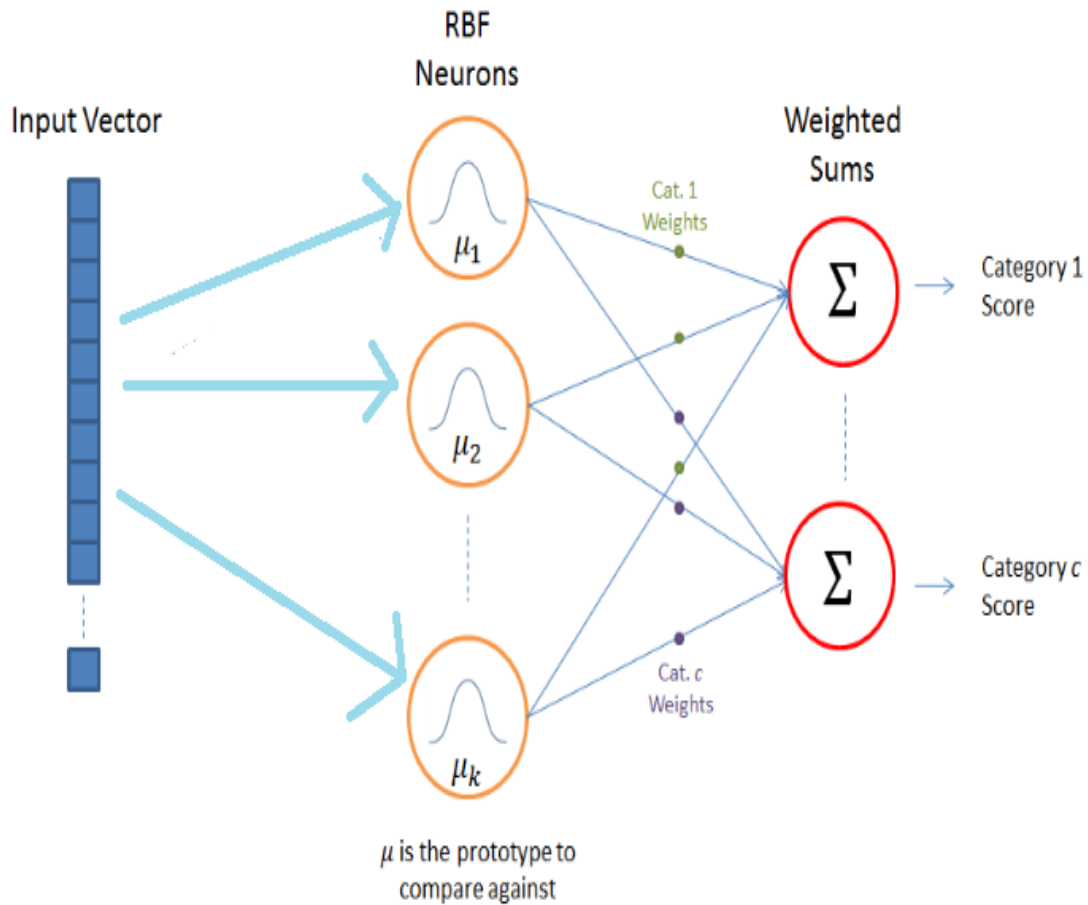 RBF
Neurons
Input Vector
Weighted
Sums
Cat. 1
Weights
μ1
Σ
Category 1
Score
μ2
Σ
Category c
Score
Cat. c
Weights
μk
μ is the prototype to
compare against